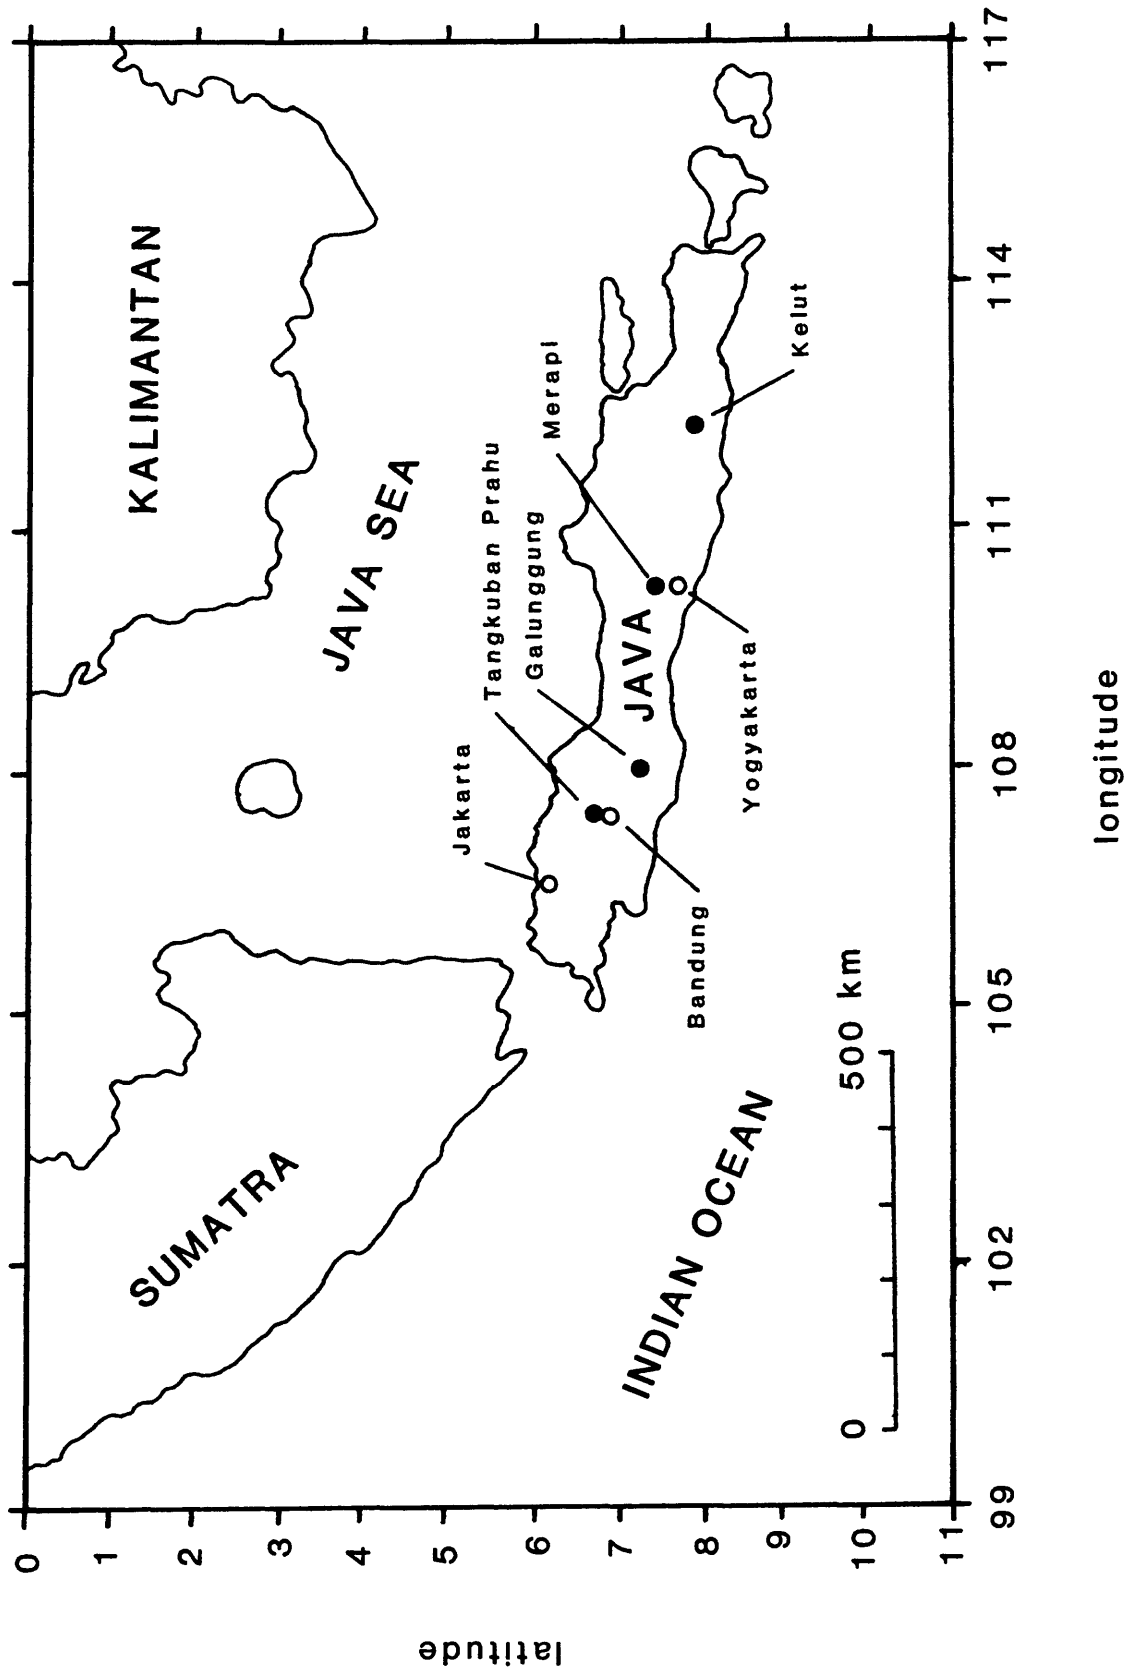 KALIMANTAN
SUMATRA
JAVA SEA
Jakarta
Tangkuban Prahu
Galunggung
Merapi
JAVA
Kelut
Bandung
Yogyakarta
INDIAN OCEAN
0
500 km
latitude
0
1
2
3
4
5
6
7
8
9
10
11
99
102
105
108
111
114
117
longitude